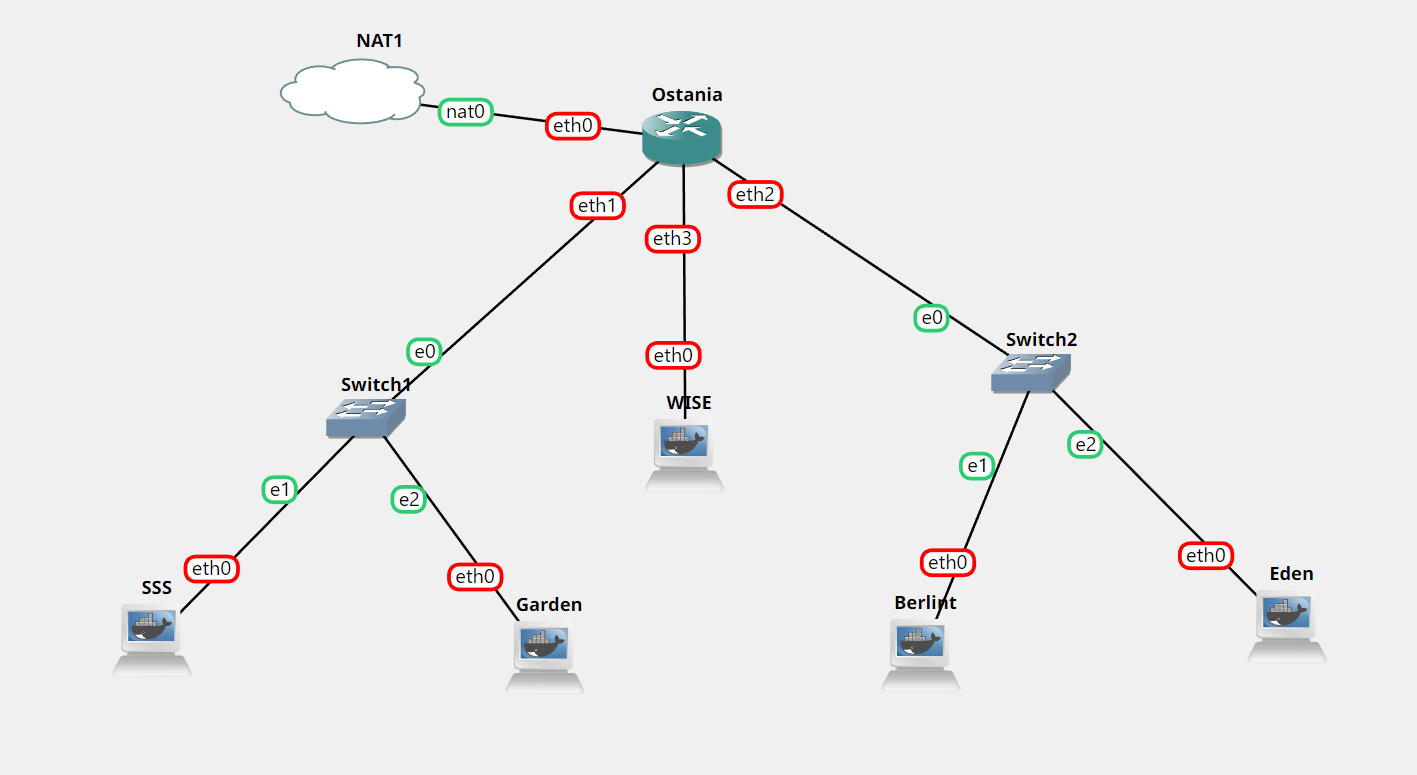 NAT1
Ostania
nat0
eth0
eth1
eth2
eth3
e0
e0
Switch2
eth0
Switch1
WISE
e1
e2
e1
e2
eth0
eth0
eth0
eth0
SSS
Garden
Berlint
Eden